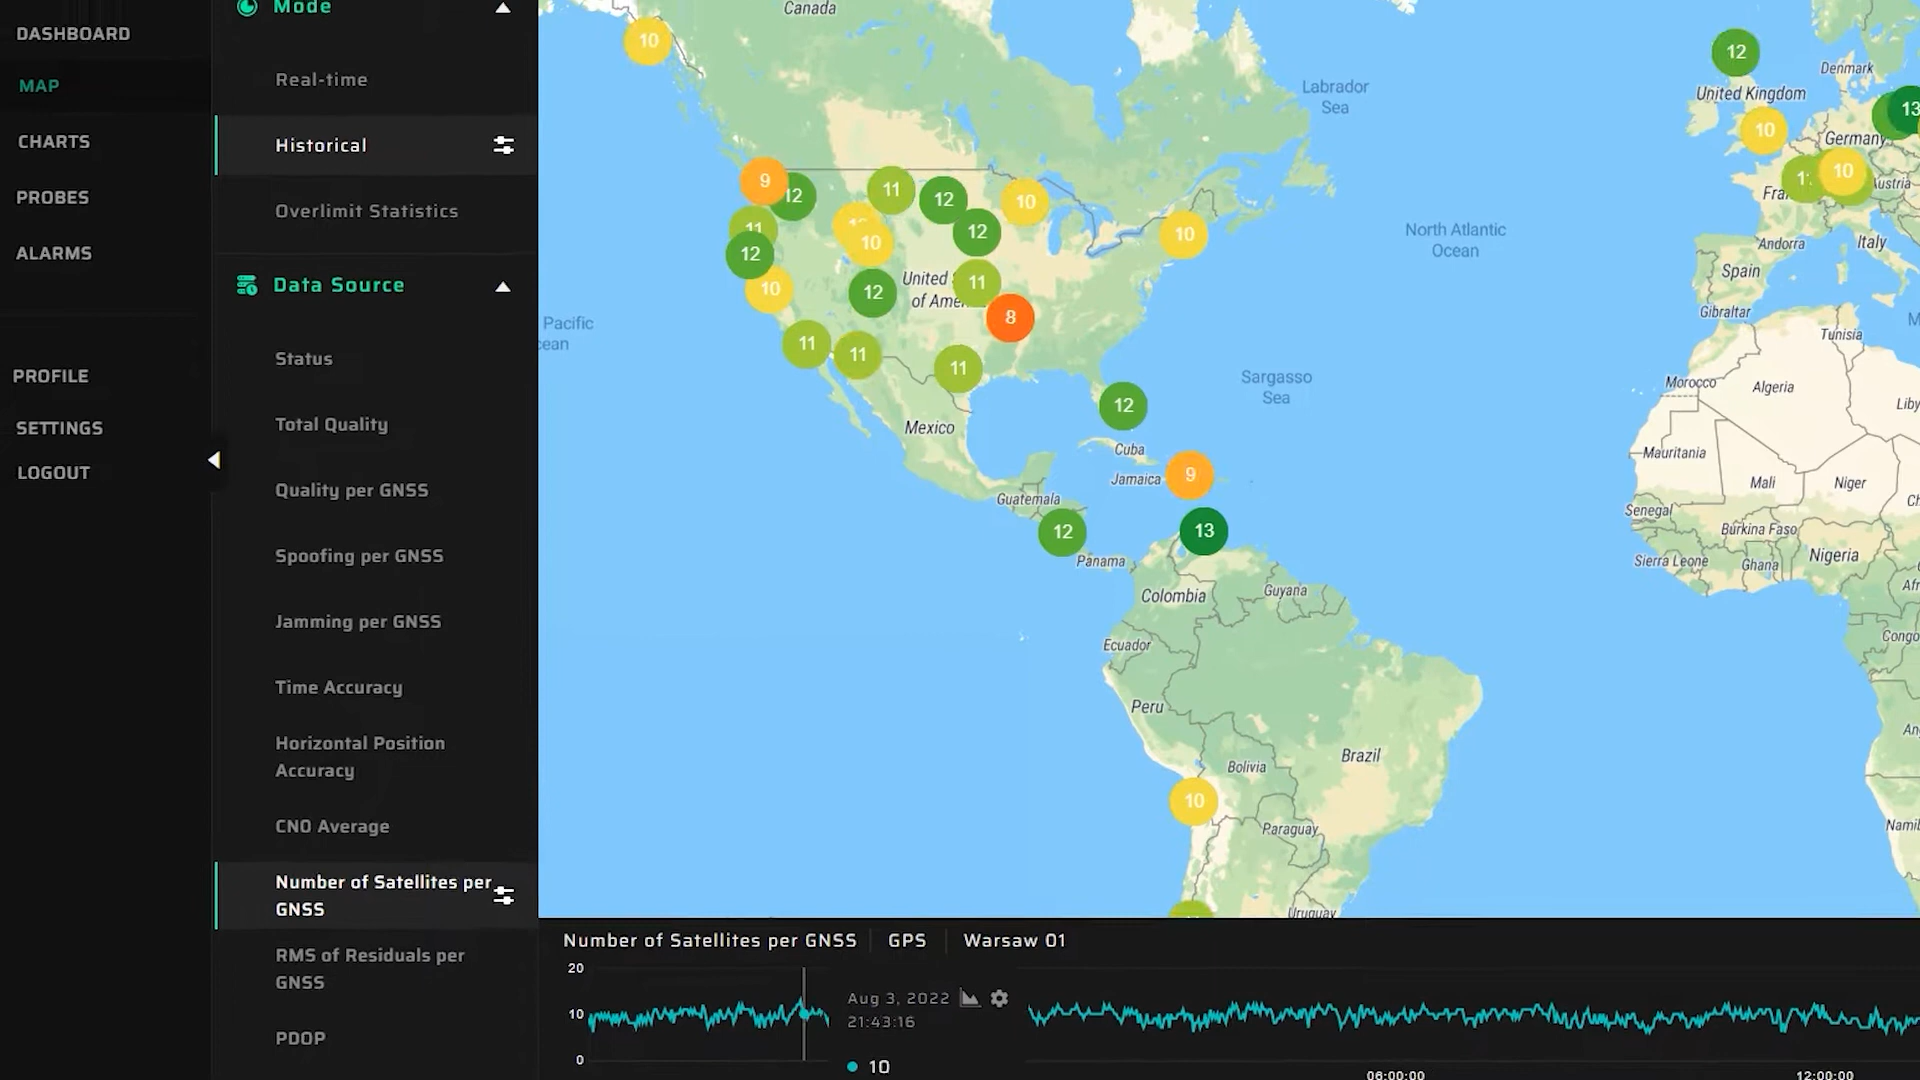 DASHBOARD
MAP
CHARTS
PROBES
ALARMS
PROFILE
SETTINGS
LOGOUT
Mode
Real-time
Historical
Overlimit Statistics
Data Source
Status
Total Quality
Quality per GNSS
Spoofing per GNSS
Jamming per GNSS
Time Accuracy
Horizontal Position
Accuracy
CNO Average
Number of Satellites per
GNSS
RMS of Residuals per
GNSS
PDOP
Canada
10
Labrador
Sea
12
Denmark
United Kingdom
13
10
Germany
9
12
11
12
10
10
Austria
11
12
10
12
10
North Atlantic
Ocean
Andorra
Italy
12
10
12
United
of Ame
11
8
Spain
Gibraltar
Pacific
11
11
11
Tunisia
Sargasso
Sea
Morocco
Algeria
12
Mexico
Cuba
Jamaica
9
Mauritania
Mali
Niger
Guatemala
12
13
Senegal
Burkina Faso
Nigeria
Panama
Sierra Leone
Ghana
Colombia
Guyana
Ecuador
Congo
Peru
Brazil
Bolivia
10
Paraguay
Uruguay
Number of Satellites per GNSS
GPS
Warsaw 01
20
10
0
Aug 3, 2022
21:43:16
10
06:00:00
12:00:00